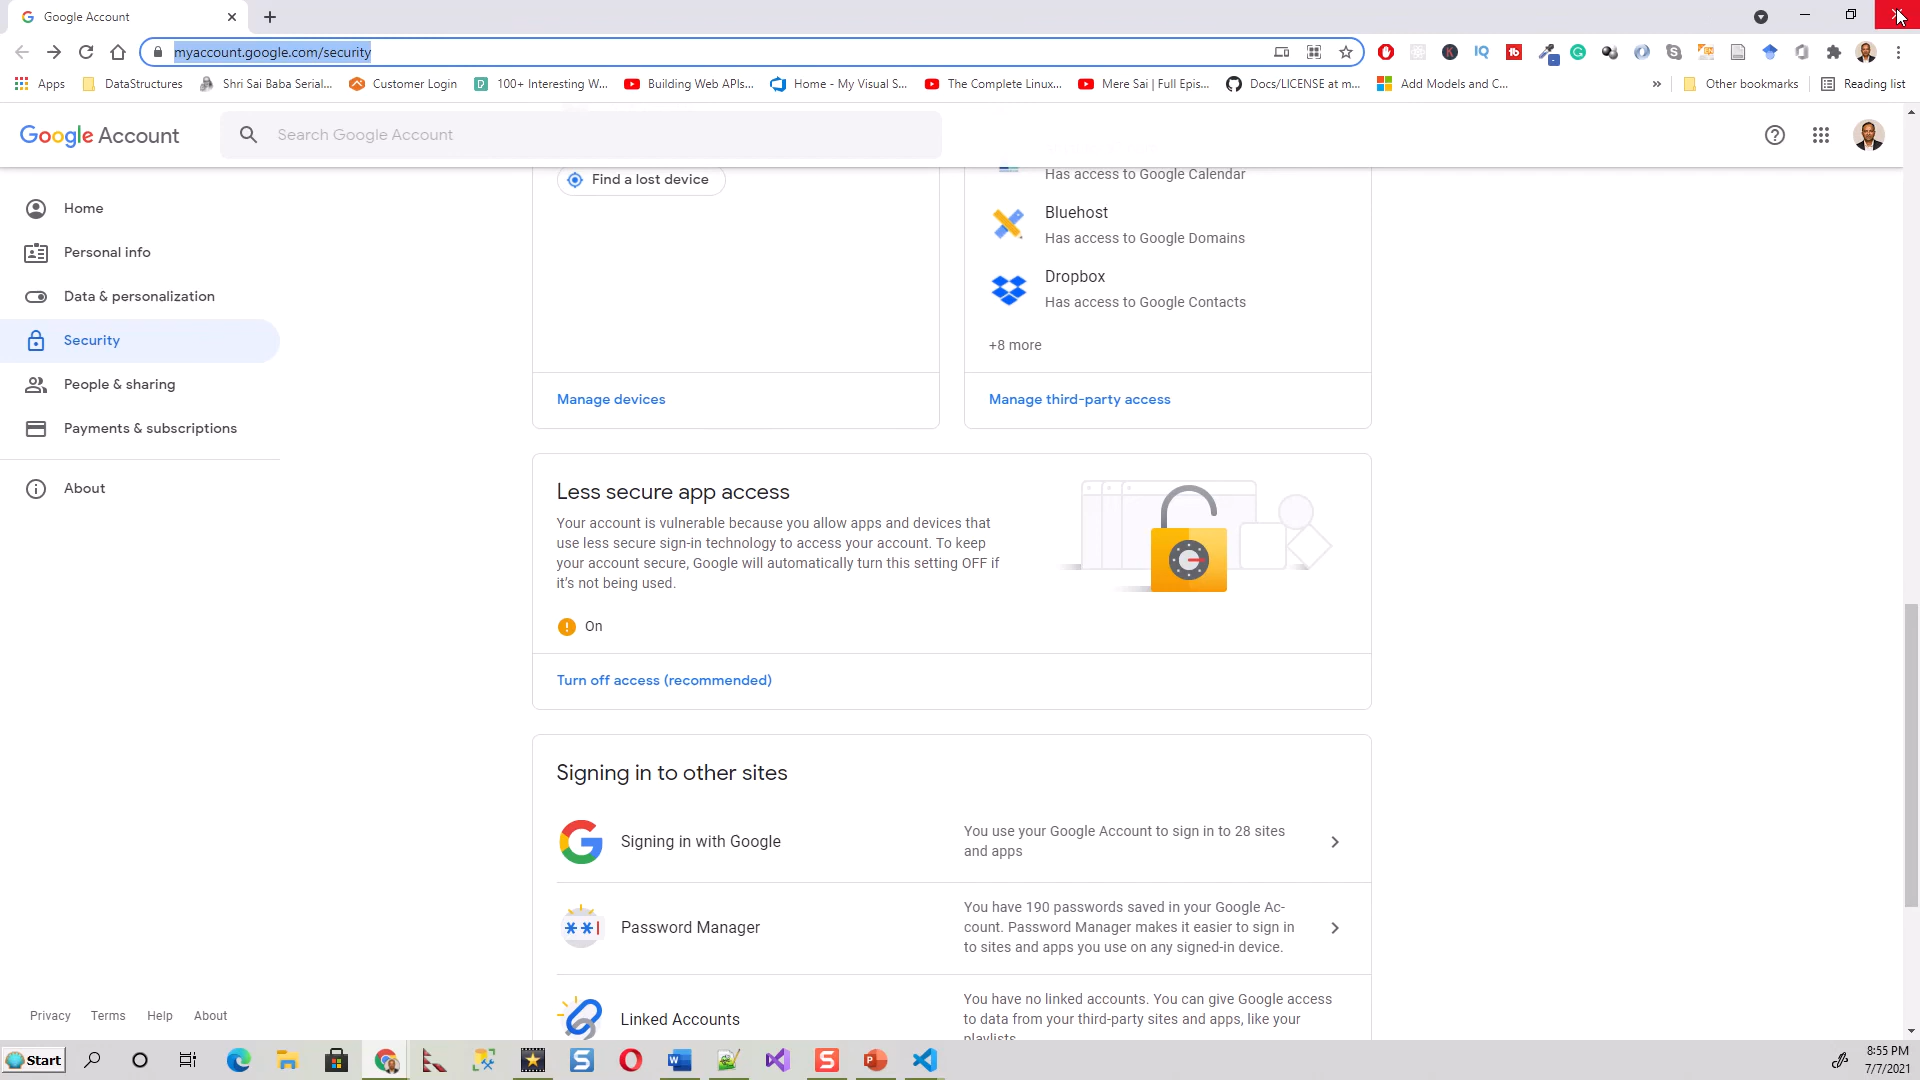 Google Account
myaccount.google.com/security
Apps
DataStructures
Shri Sai Baba Serial...
Customer Login
100+ Interesting W...
Building Web APIs...
Home - My Visual S...
The Complete Linux...
Mere Sai | Full Epis...
Docs/LICENSE at m...
Add Models and C...
»
Other bookmarks
Reading list
Google Account
Search Google Account
Home
Personal info
Data & personalization
Security
People & sharing
Payments & subscriptions
About
Find a lost device
Manage devices
Has access to Google Calendar
Bluehost
Has access to Google Domains
Dropbox
Has access to Google Contacts
+8 more
Manage third-party access
Less secure app access
Your account is vulnerable because you allow apps and devices that
use less secure sign-in technology to access your account. To keep
your account secure, Google will automatically turn this setting OFF if
it's not being used.
On
Turn off access (recommended)
Signing in to other sites
Signing in with Google
You use your Google Account to sign in to 28 sites
and apps
Password Manager
You have 190 passwords saved in your Google Ac-
count. Password Manager makes it easier to sign in
to sites and apps you use on any signed-in device.
Linked Accounts
You have no linked accounts. You can give Google access
to data from your third-party sites and apps, like your
playlists.
Privacy
Terms
Help
About
Start
8:55 PM
7/7/2021